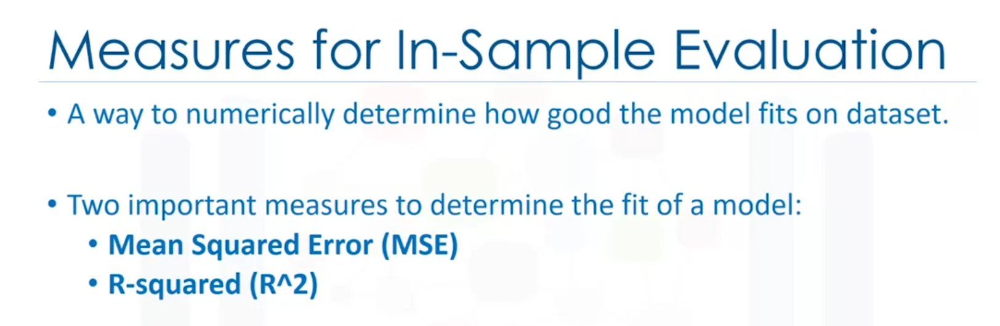 Measures for In-Sample Evaluation
• A way to numerically determine how good the model fits on dataset.
• Two important measures to determine the fit of a model:
• Mean Squared Error (MSE)
• R-squared (R^2)